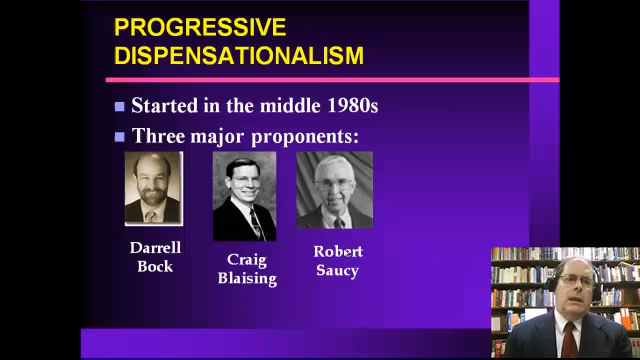 PROGRESSIVE
DISPENSATIONALISM
Started in the middle 1980s
Three major proponents:
Darrell
Bock
Craig
Blaising
Robert
Saucy